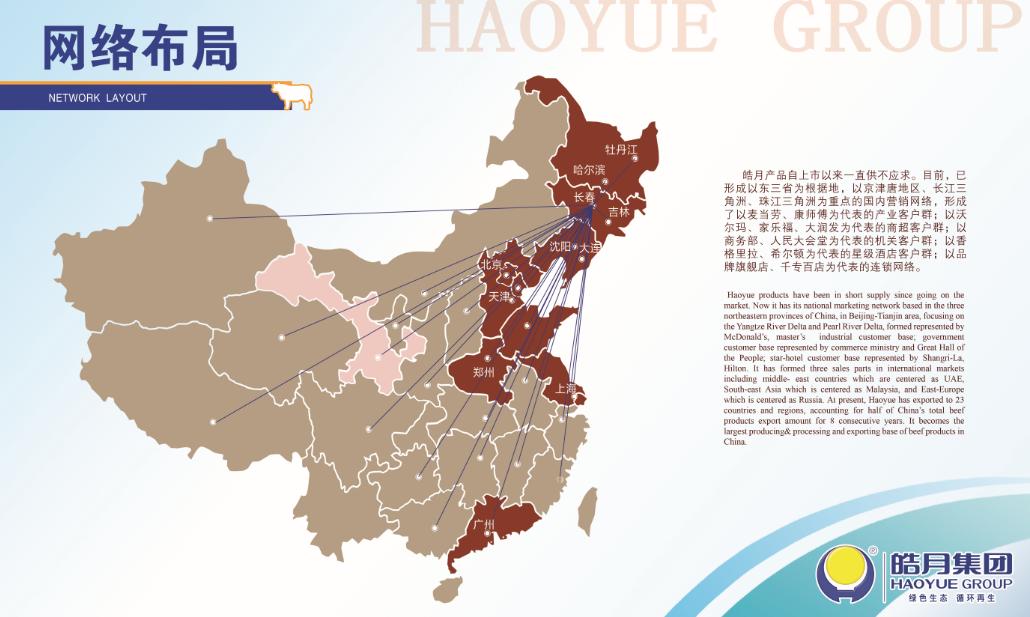 HAOYUE GROUP
网络布局
NETWORK LAYOUT
牡丹江
哈尔滨
长春
吉林
沈阳
大连
北京
天津
郑州
上海
广州
皓月产品自上市以来一直供不应求。目前，已
形成以东三省为根据地，以京津唐地区、长江三
角洲、珠江三角洲为重点的国内营销网络，形成
了以麦当劳、康师傅为代表的产业客户群；以沃
尔玛、家乐福、大润发为代表的商超客户群；以
商务部、人民大会堂为代表的机关客户群；以香
格里拉、希尔顿为代表的星级酒店客户群；以品
牌旗舰店、千专百店为代表的连锁网络。
Haoyue products have been in short supply since going on the
market. Now it has its national marketing network based in the three
northeastern provinces of China, in Beijing-Tianjin area, focusing on
the Yangtze River Delta and Pearl River Delta, formed represented by
McDonald's, master's industrial customer base; government
customer base represented by commerce ministry and Great Hall of
the People; star-hotel customer base represented by Shangri-La,
Hilton. It has formed three sales parts in international markets
including middle- east countries which are centered as UAE,
South-east Asia which is centered as Malaysia, and East-Europe
which is centered as Russia. At present, Haoyue has exported to 23
countries and regions, accounting for half of China's total beef
products export amount for 8 consecutive years. It becomes the
largest producing& processing and exporting base of beef products in
China.
®
皓月集团
HAOYUE GROUP
绿色生态 循环再生